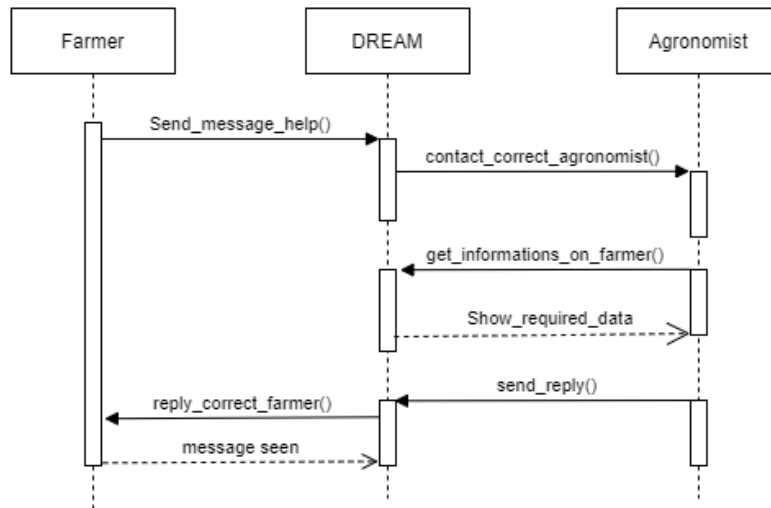 Farmer
DREAM
Agronomist
Send_message_help()
contact_correct_agronomist()
get_informations_on_farmer()
Show_required_data
send_reply()
reply_correct_farmer()
message seen